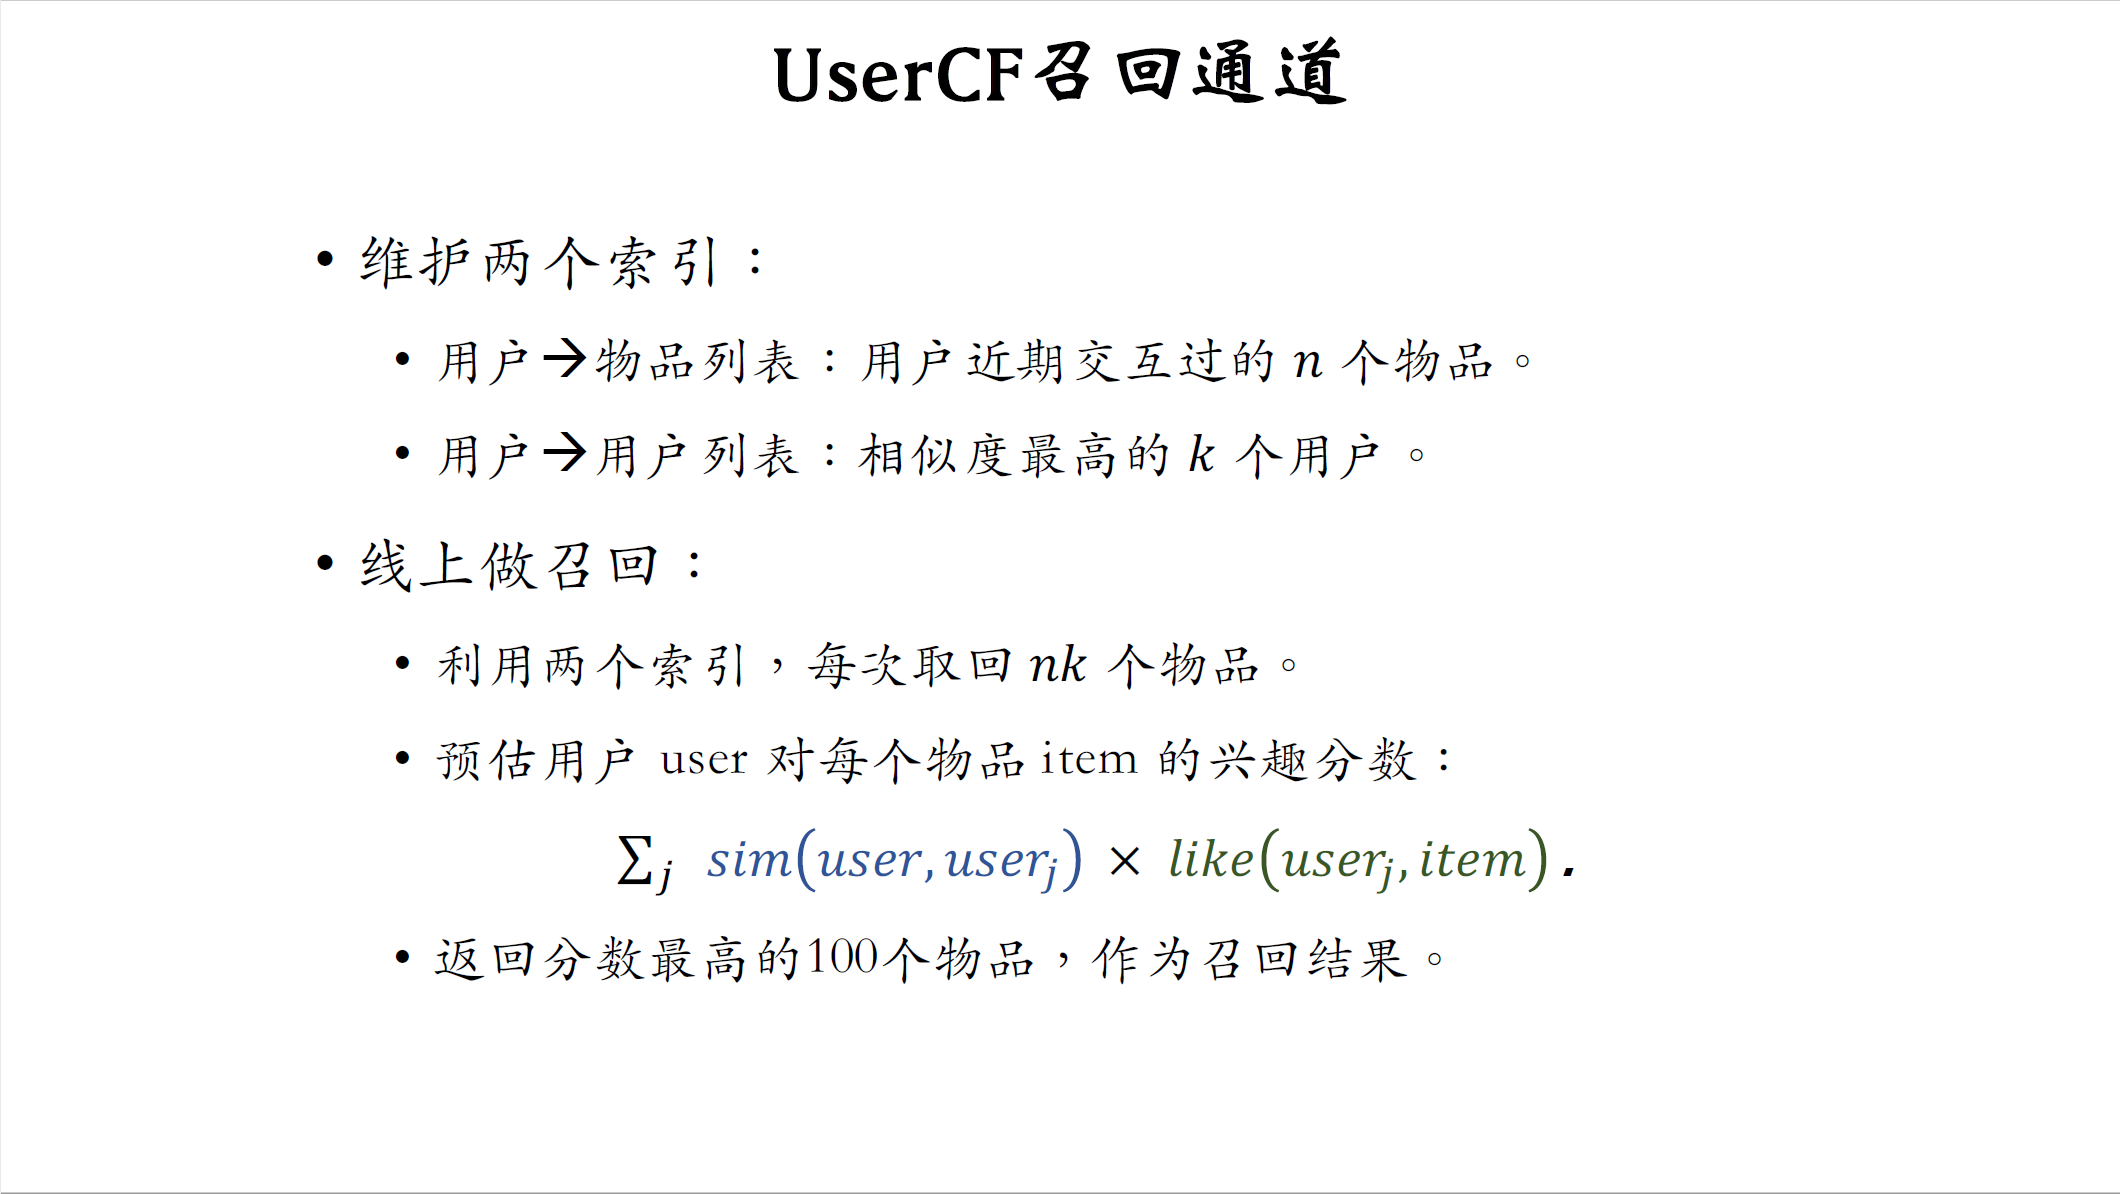 UserCF召回通道
• 维护两个索引：
• 用户→物品列表：用户近期交互过的 n 个物品。
• 用户→用户列表：相似度最高的 k 个用户。
• 线上做召回：
• 利用两个索引，每次取回 nk 个物品。
• 预估用户 user 对每个物品 item 的兴趣分数：
∑j sim(user, userj) × like(userj, item) .
• 返回分数最高的100个物品，作为召回结果。